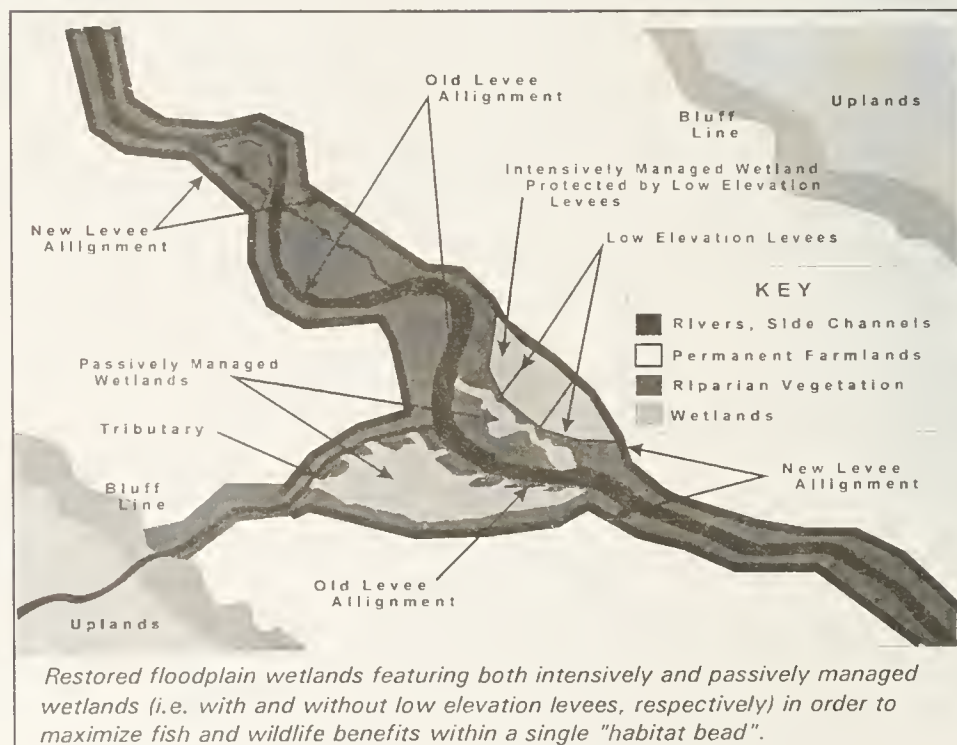 Old Levee
Allignment
Uplands
Bluff
Line
Intensively Managed Wetland
Protected by Low Elevation
Levees
New Levee
Allignment
Low Elevation Levees
KEY
Rivers, Side Channels
Permanent Farmlands
Riparian Vegetation
Wetlands
Passively Managed
Wetlands
Tributary
Bluff
Line
New Levee
Allignment
Old Levee
Allignment
Uplands
Restored floodplain wetlands featuring both intensively and passively managed
wetlands (i.e. with and without low elevation levees, respectively) in order to
maximize fish and wildlife benefits within a single "habitat bead".